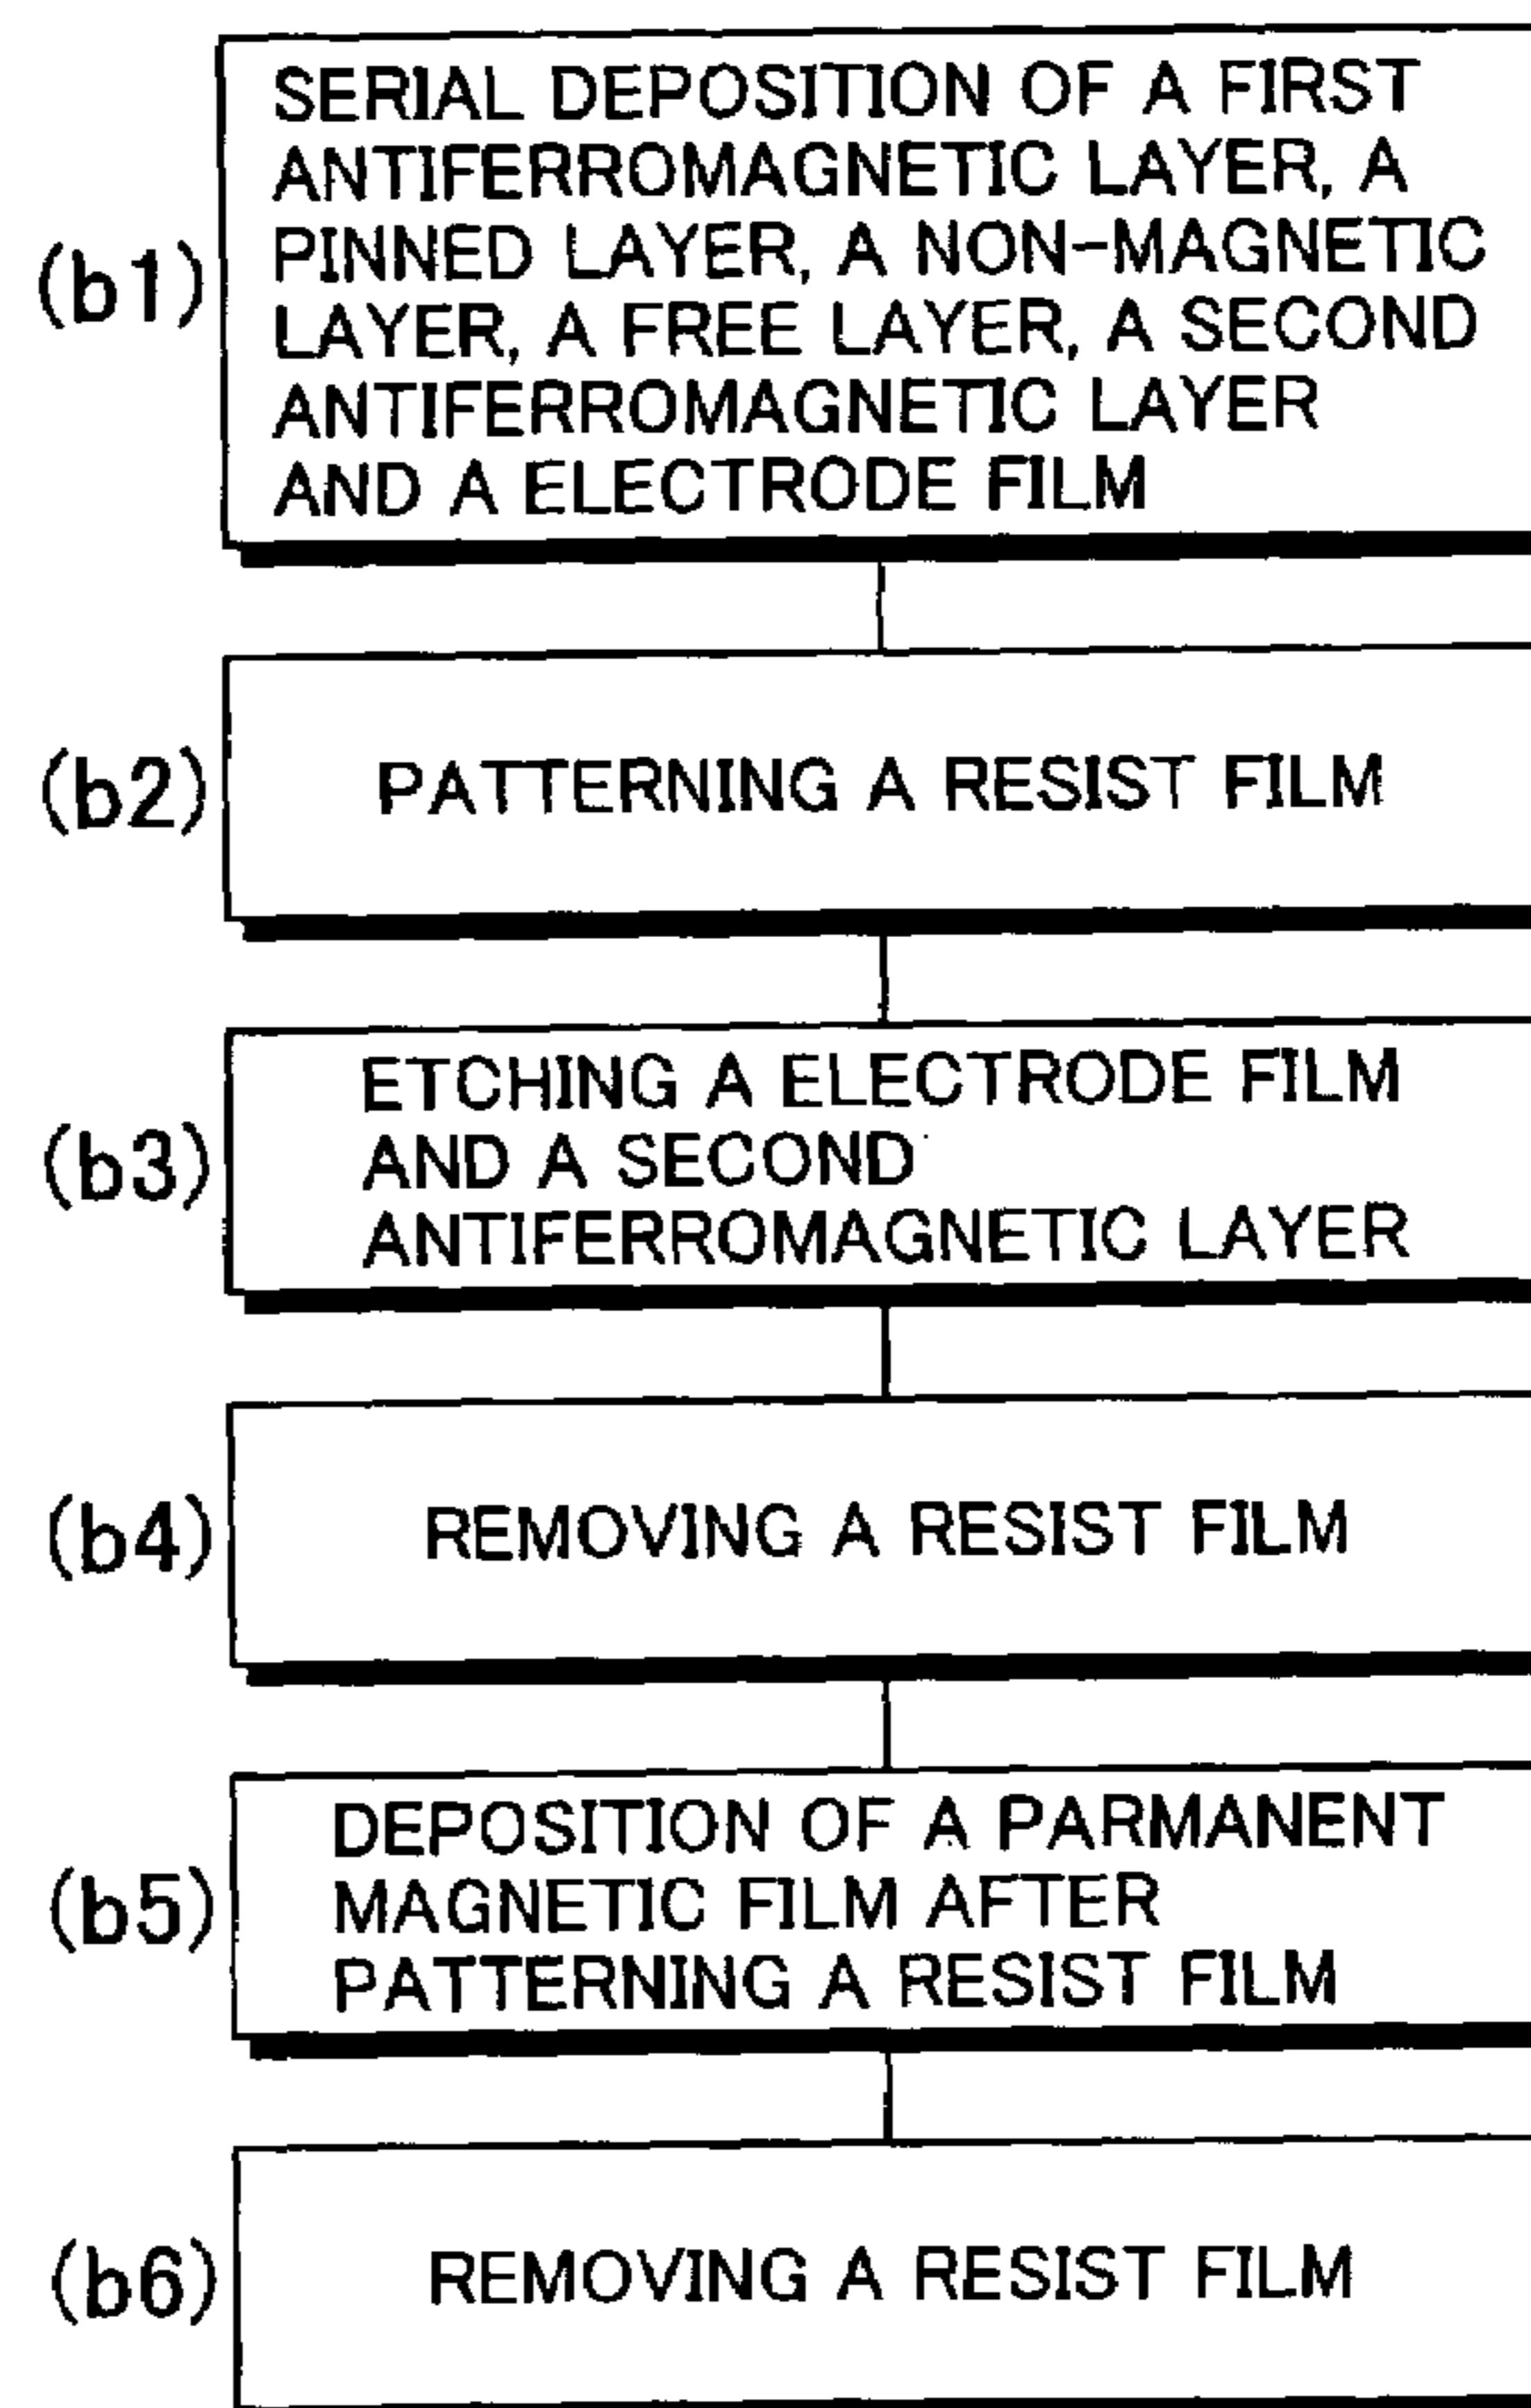 (b1)
SERIAL DEPOSITION OF A FIRST
ANTIFERROMAGNETIC LAYER, A
PINNED LAYER, A NON-MAGNETIC
LAYER, A FREE LAYER, A SECOND
ANTIFERROMAGNETIC LAYER
AND A ELECTRODE FILM
(b2)
PATTERNING A RESIST FILM
(b3)
ETCHING A ELECTRODE FILM
AND A SECOND
ANTIFERROMAGNETIC LAYER
(b4)
REMOVING A RESIST FILM
(b5)
DEPOSITION OF A PARMANENT
MAGNETIC FILM AFTER
PATTERNING A RESIST FILM
(b6)
REMOVING A RESIST FILM